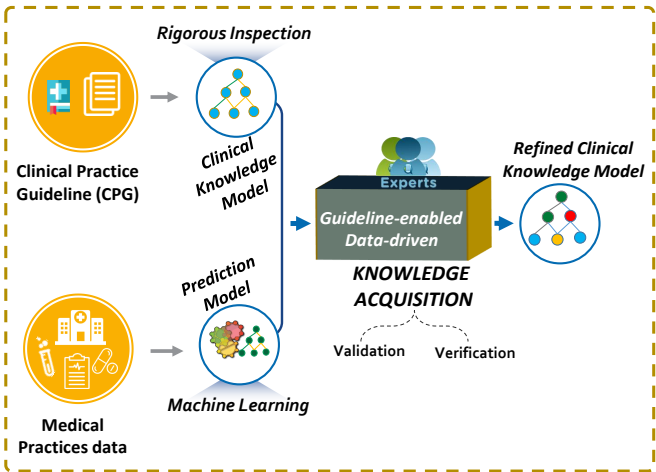 Rigorous Inspection
Clinical Practice
Guideline (CPG)
Clinical
Knowledge
Model
Experts
Guideline-enabled
Data-driven
Refined Clinical
Knowledge Model
KNOWLEDGE
ACQUISITION
Validation
Verification
Prediction
Model
Machine Learning
Medical
Practices data